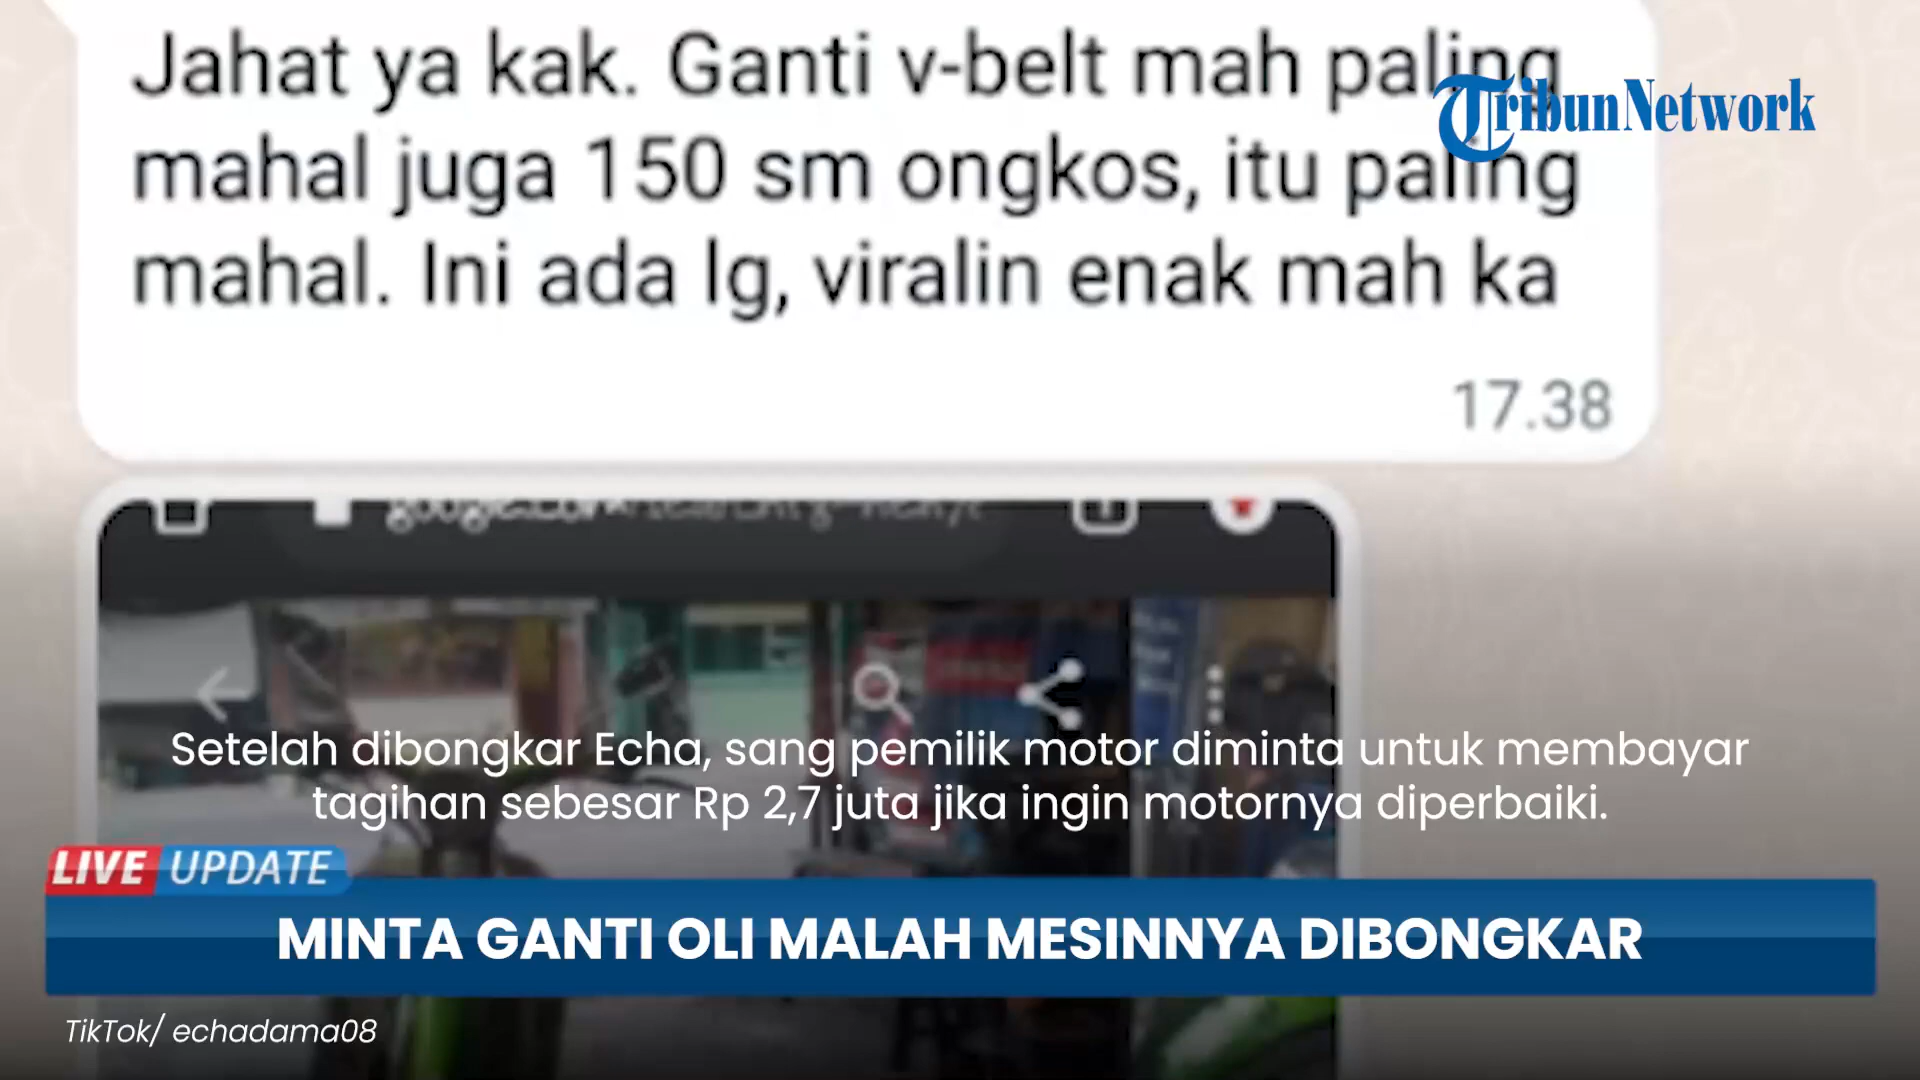 Jahat ya kak. Ganti v-belt mah paling
TribunNetwork
mahal juga 150 sm ongkos, itu paling
mahal. Ini ada lg, viralin enak mah ka
17.38
Setelah dibongkar Echa, sang pemilik motor diminta untuk membayar
tagihan sebesar Rp 2,7 juta jika ingin motornya diperbaiki.
LIVE UPDATE
MINTA GANTI OLI MALAH MESINNYA DIBONGKAR
TikTok/ echadama08